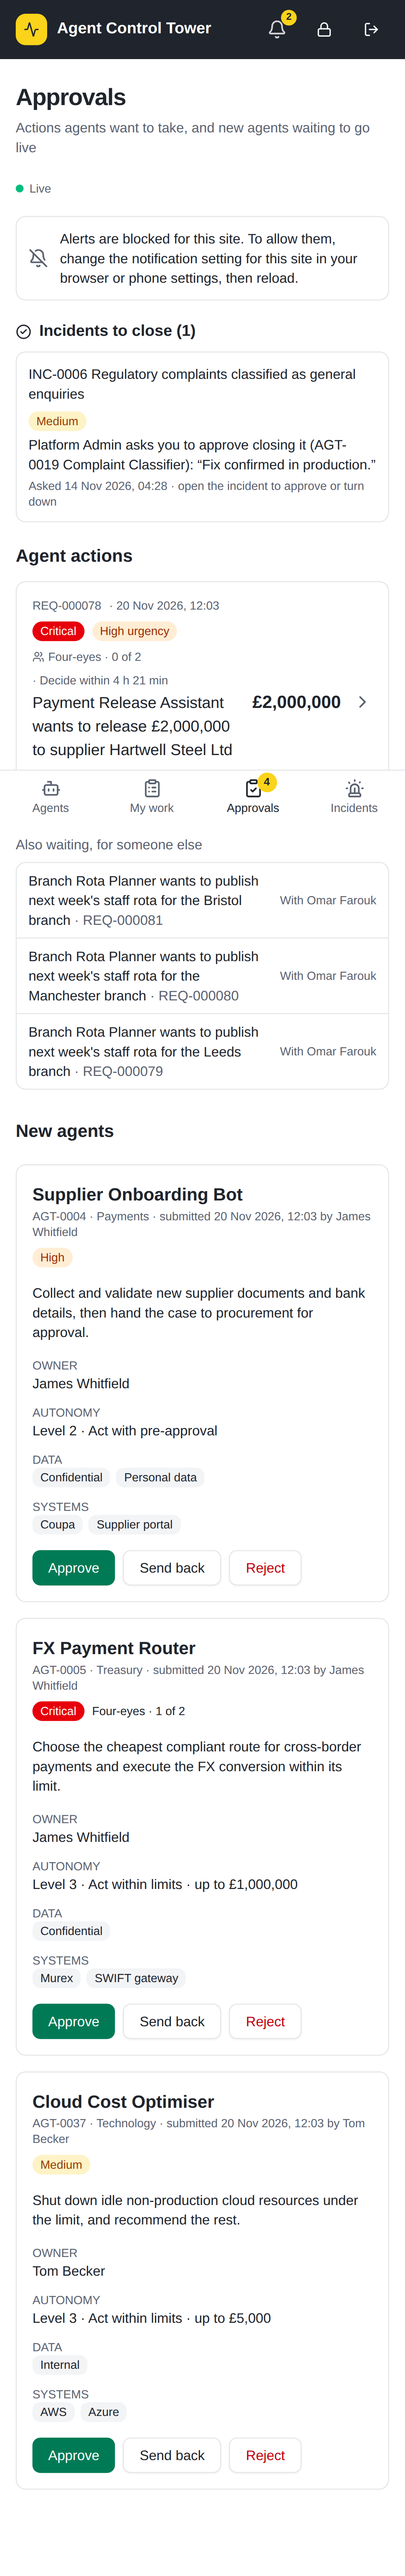 Agent Control Tower
2
Approvals
Actions agents want to take, and new agents waiting to go
live
Live
Alerts are blocked for this site. To allow them,
change the notification setting for this site in your
browser or phone settings, then reload.
Incidents to close (1)
INC-0006 Regulatory complaints classified as general
enquiries
Medium
Platform Admin asks you to approve closing it (AGT-
0019 Complaint Classifier): “Fix confirmed in production.”
Asked 14 Nov 2026, 04:28 · open the incident to approve or turn
down
Agent actions
REQ-000078 · 20 Nov 2026, 12:03
Critical High urgency
Four-eyes · 0 of 2
· Decide within 4 h 21 min
Payment Release Assistant
wants to release £2,000,000
to supplier Hartwell Steel Ltd
£2,000,000
Agents
My work
4
Approvals
Incidents
Also waiting, for someone else
Branch Rota Planner wants to publish
next week's staff rota for the Bristol
branch · REQ-000081
With Omar Farouk
Branch Rota Planner wants to publish
next week's staff rota for the
Manchester branch · REQ-000080
With Omar Farouk
Branch Rota Planner wants to publish
next week's staff rota for the Leeds
branch · REQ-000079
With Omar Farouk
New agents
Supplier Onboarding Bot
AGT-0004 · Payments · submitted 20 Nov 2026, 12:03 by James
Whitfield
High
Collect and validate new supplier documents and bank
details, then hand the case to procurement for
approval.
OWNER
James Whitfield
AUTONOMY
Level 2 · Act with pre-approval
DATA
Confidential Personal data
SYSTEMS
Coupa Supplier portal
Approve Send back Reject
FX Payment Router
AGT-0005 · Treasury · submitted 20 Nov 2026, 12:03 by James
Whitfield
Critical Four-eyes · 1 of 2
Choose the cheapest compliant route for cross-border
payments and execute the FX conversion within its
limit.
OWNER
James Whitfield
AUTONOMY
Level 3 · Act within limits · up to £1,000,000
DATA
Confidential
SYSTEMS
Murex SWIFT gateway
Approve Send back Reject
Cloud Cost Optimiser
AGT-0037 · Technology · submitted 20 Nov 2026, 12:03 by Tom
Becker
Medium
Shut down idle non-production cloud resources under
the limit, and recommend the rest.
OWNER
Tom Becker
AUTONOMY
Level 3 · Act within limits · up to £5,000
DATA
Internal
SYSTEMS
AWS Azure
Approve Send back Reject